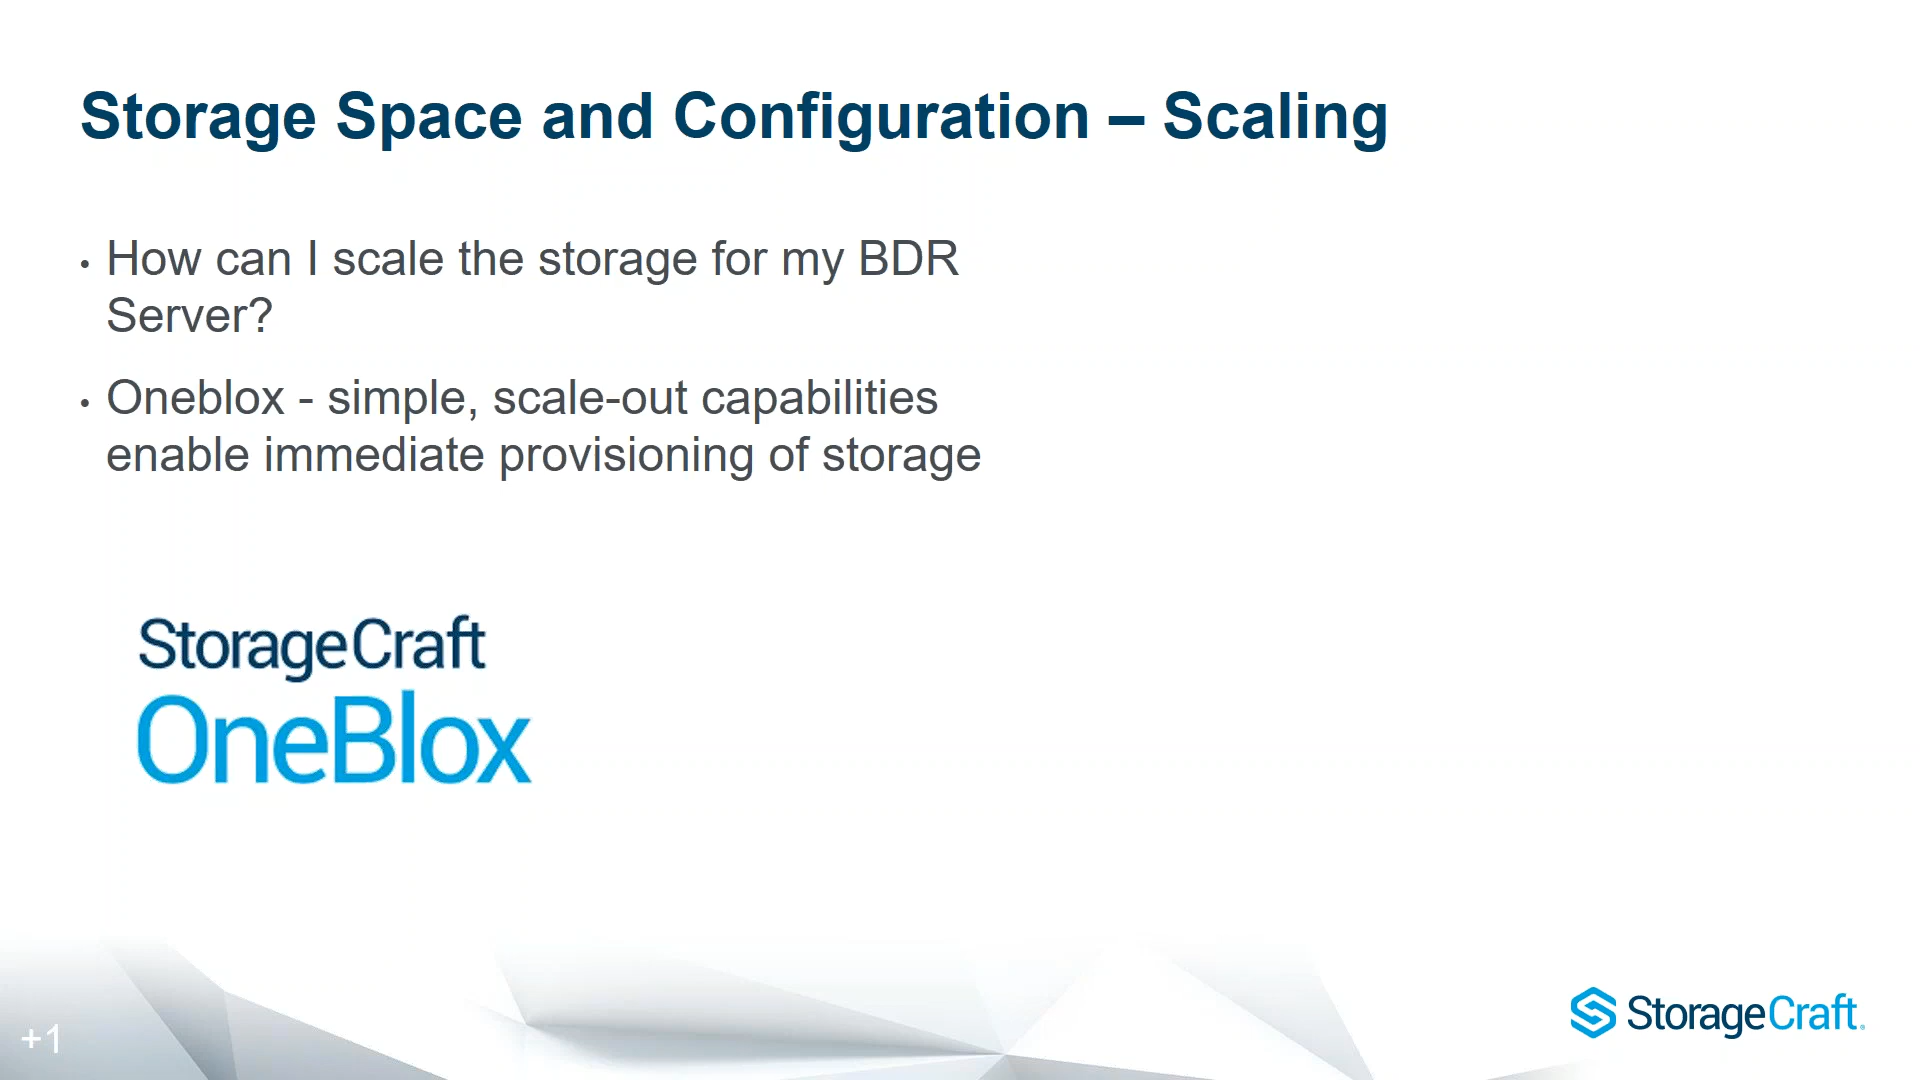 Storage Space and Configuration – Scaling
• How can I scale the storage for my BDR
Server?
• Oneblox - simple, scale-out capabilities
enable immediate provisioning of storage
StorageCraft
OneBlox
+1
StorageCraft